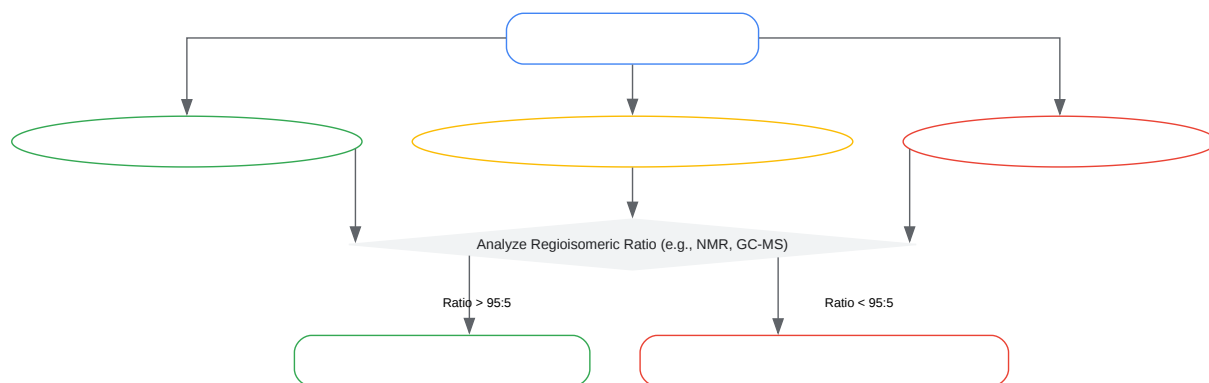 Analyze Regioisomeric Ratio (e.g., NMR, GC-MS)
Ratio > 95:5
Ratio < 95:5